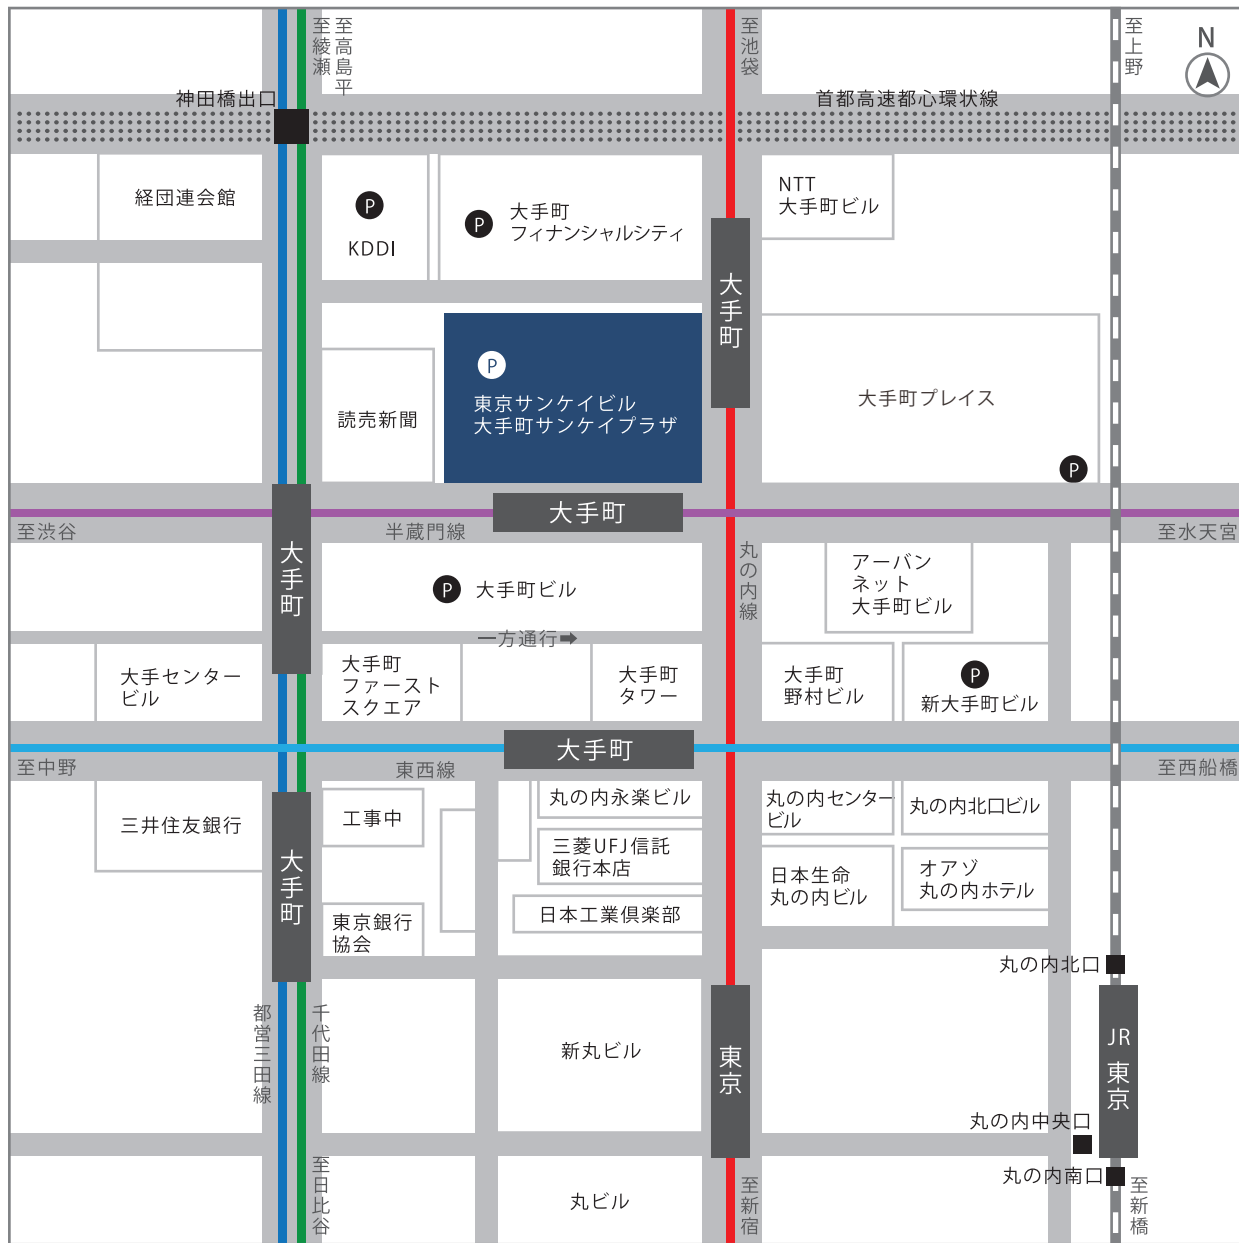 至綾瀬
至高島平
至池袋
至上野
N
神田橋出口
首都高速都心環状線
経団連会館
P
KDDI
P
大手町
フィナンシャルシティ
NTT
大手町ビル
大手町
読売新聞
P
東京サンケイビル
大手町サンケイプラザ
大手町プレイス
P
大手町
至渋谷
半蔵門線
至水天宮
大手町
P
大手町ビル
丸の内線
アーバン
ネット
大手町ビル
一方通行➡
大手センター
ビル
大手町
ファースト
スクエア
大手町
タワー
大手町
野村ビル
P
新大手町ビル
大手町
至中野
東西線
至西船橋
三井住友銀行
大手町
工事中
丸の内永楽ビル
三菱UFJ信託
銀行本店
丸の内センター
ビル
丸の内北口ビル
日本生命
丸の内ビル
オアゾ
丸の内ホテル
東京銀行
協会
日本工業倶楽部
丸の内北口
都営三田線
千代田線
新丸ビル
東京
JR
東京
丸の内中央口
丸の内南口
至日比谷
丸ビル
至新宿
至新橋